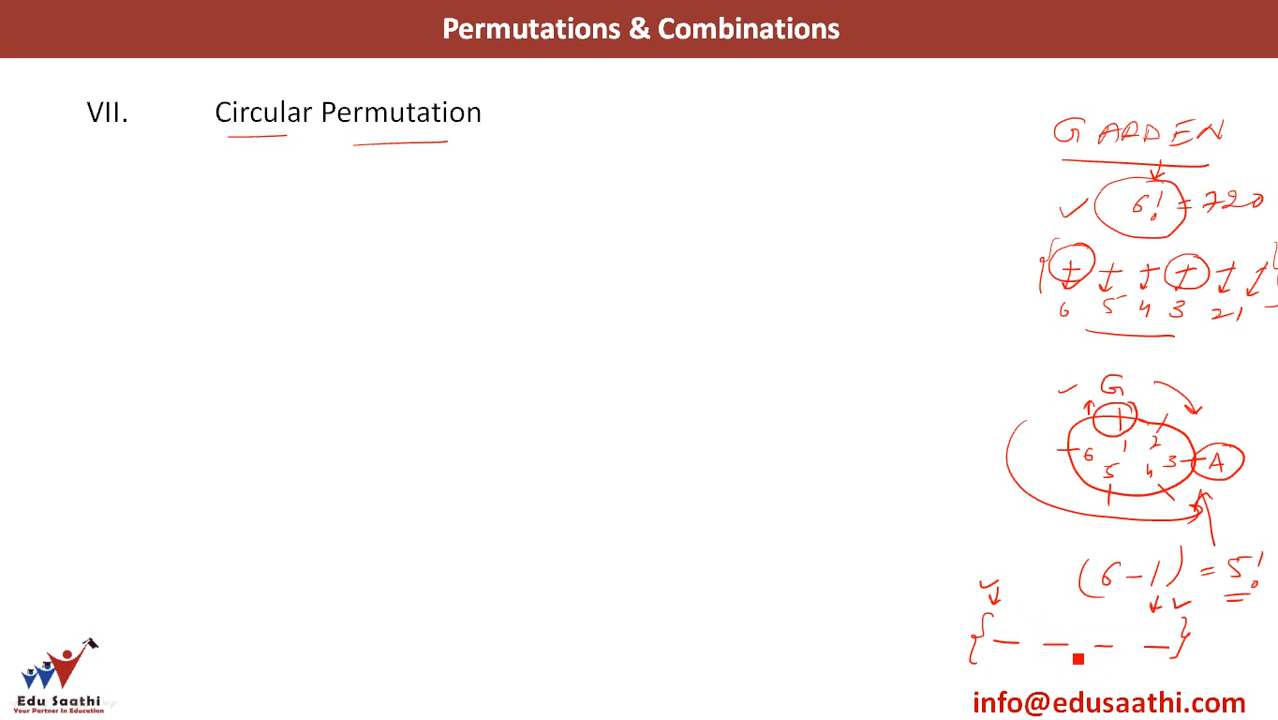 Permutations & Combinations
VII. Circular Permutation
GARDEN
6! = 720
6 5 4 3 2 1
G
1 2 3 4 5 6
A
(6-1) = 5!
{ _ _ _ _ }
Edu Saathi
Your Partner In Education
info@edusaathi.com